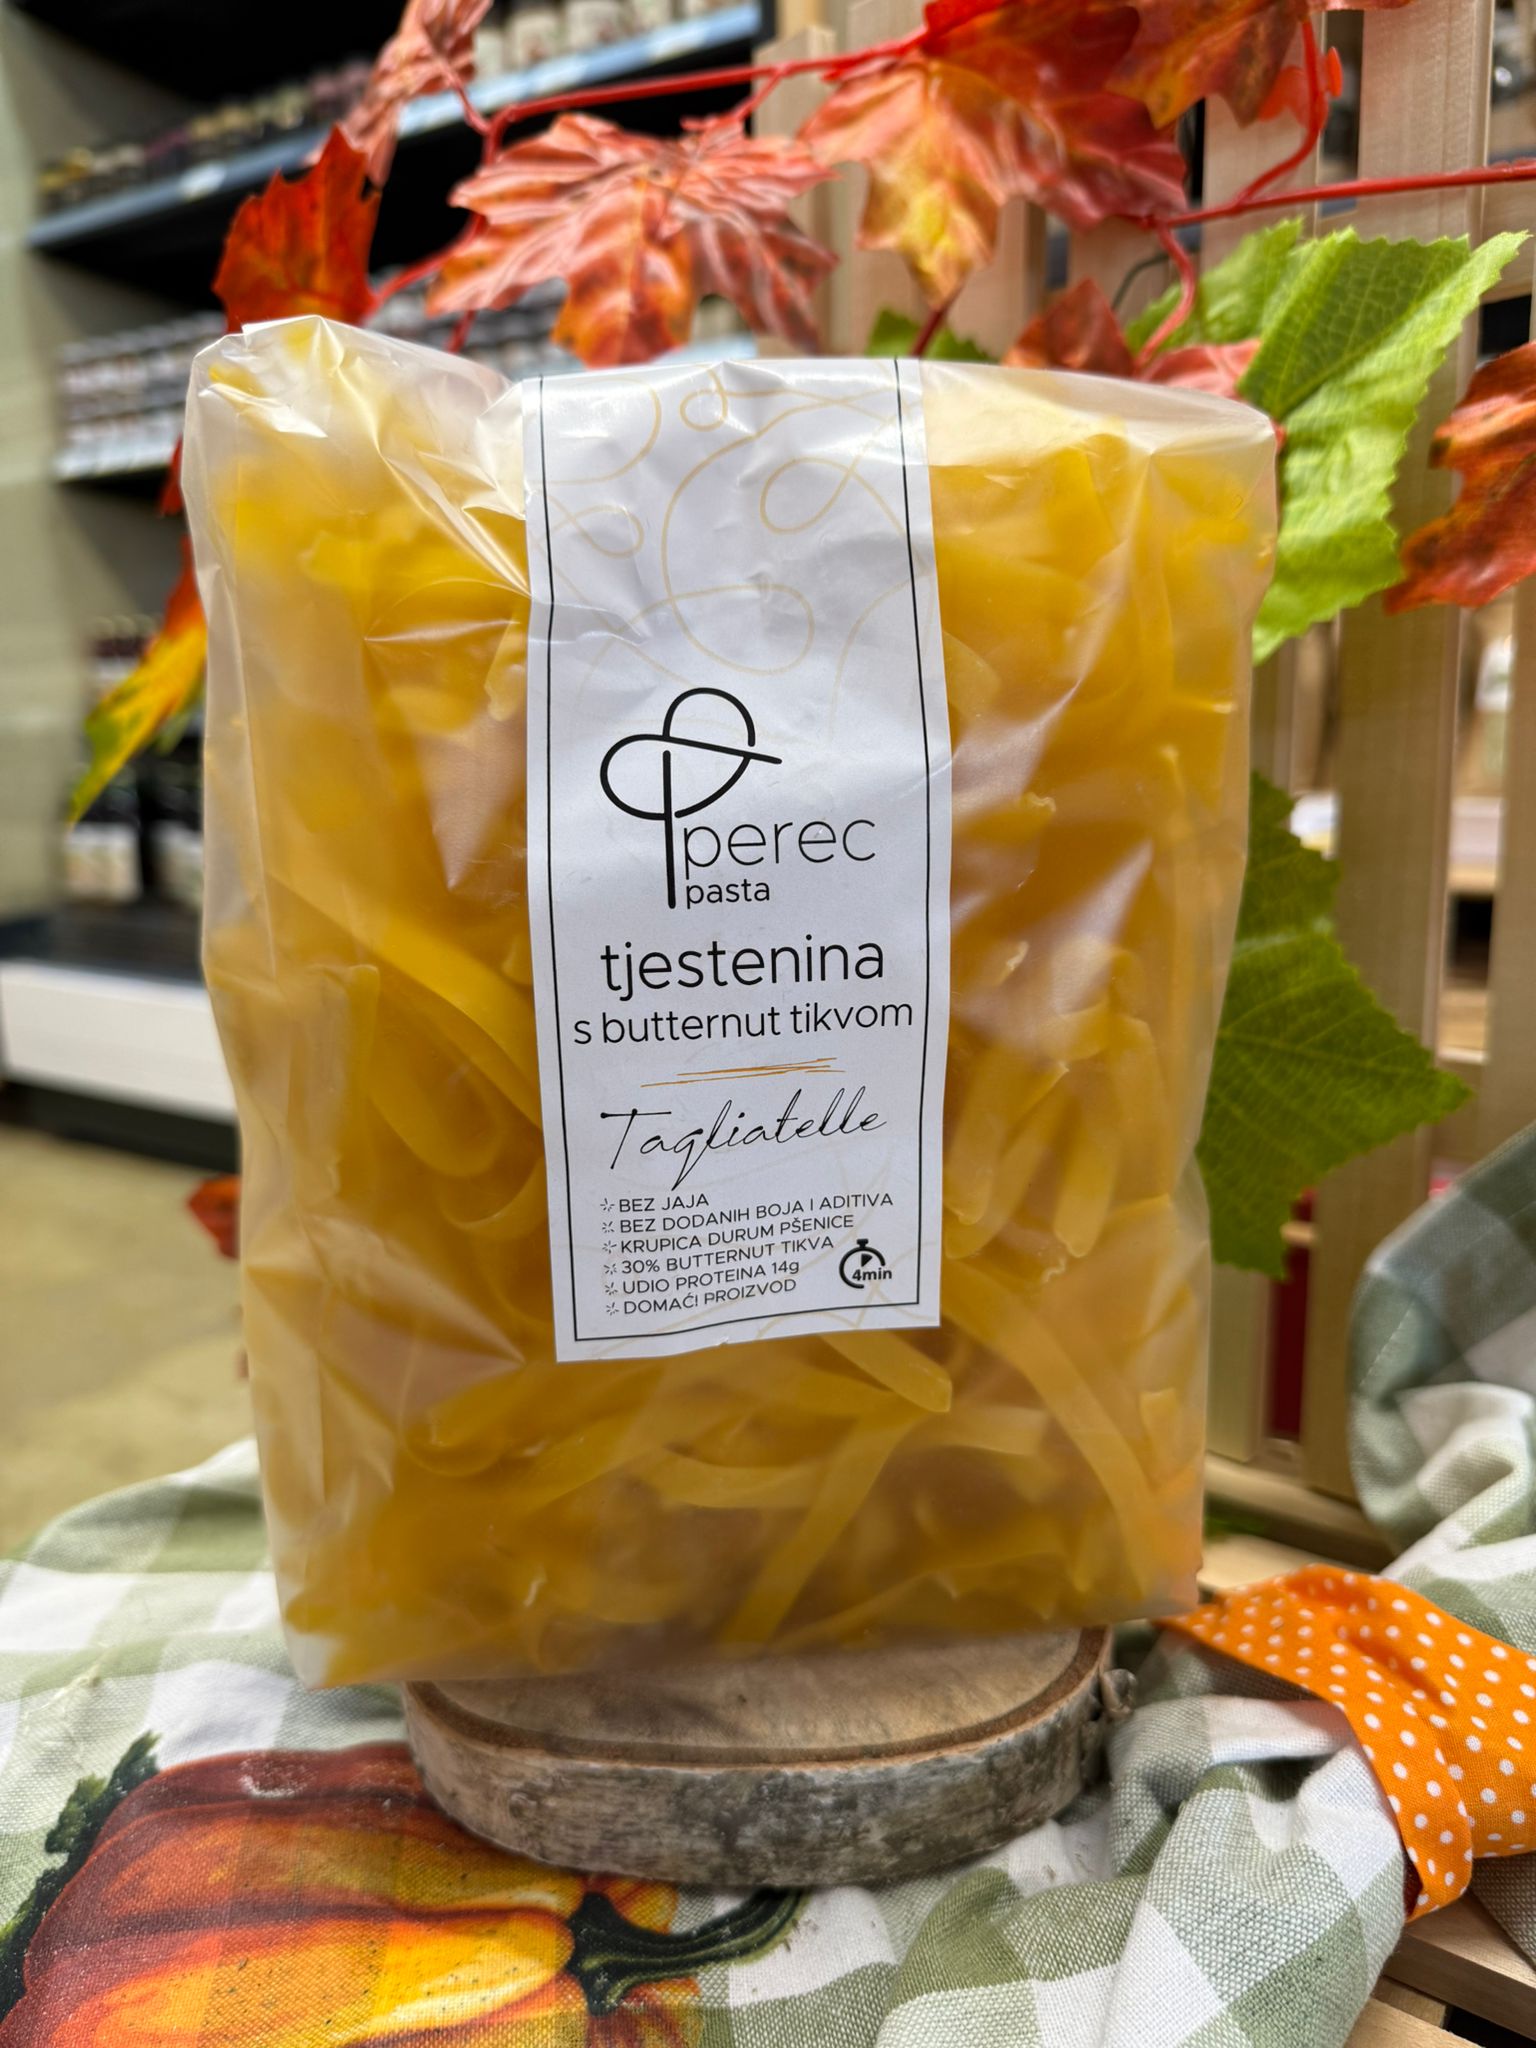 perec
pasta
tjestenina
s butternut tikvom
Tagliatelle
BEZ JAJA
BEZ DODANIH BOJA I ADITIVA
KRUPICA DURUM PŠENICE
30% BUTTERNUT TIKVA
UDIO PROTEINA 14g
DOMAĆI PROIZVOD
4min